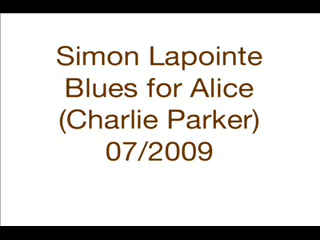 Simon Lapointe
Blues for Alice
(Charlie Parker)
07/2009